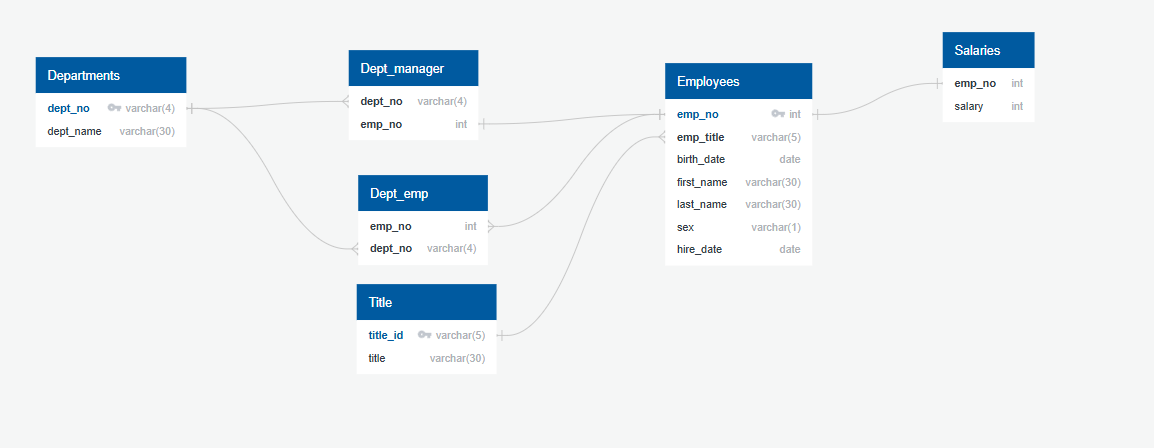 Departments
dept_no varchar(4)
dept_name varchar(30)
Dept_manager
dept_no varchar(4)
emp_no int
Dept_emp
emp_no int
dept_no varchar(4)
Title
title_id varchar(5)
title varchar(30)
Employees
emp_no int
emp_title varchar(5)
birth_date date
first_name varchar(30)
last_name varchar(30)
sex varchar(1)
hire_date date
Salaries
emp_no int
salary int